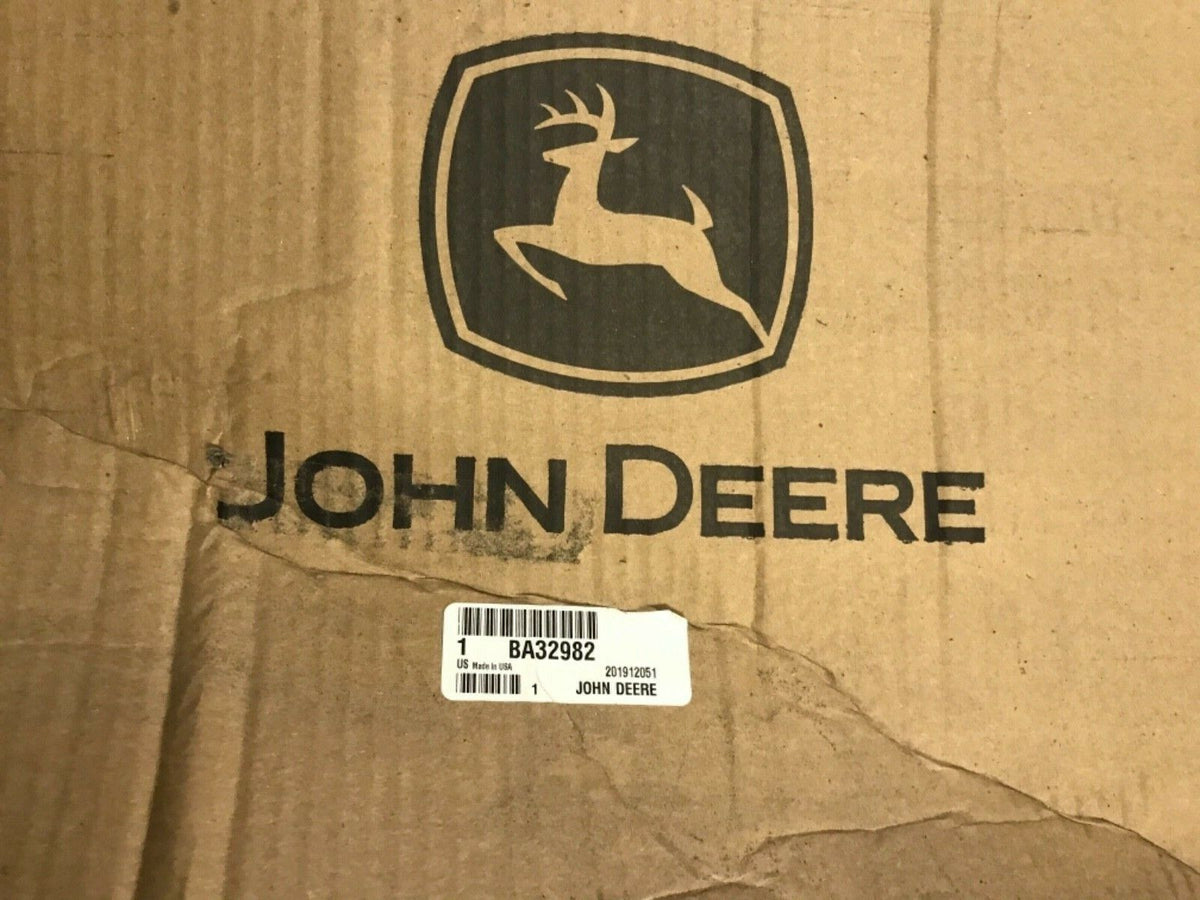 JOHN DEERE
1 BA32982
US Made In USA
201912051
1 JOHN DEERE